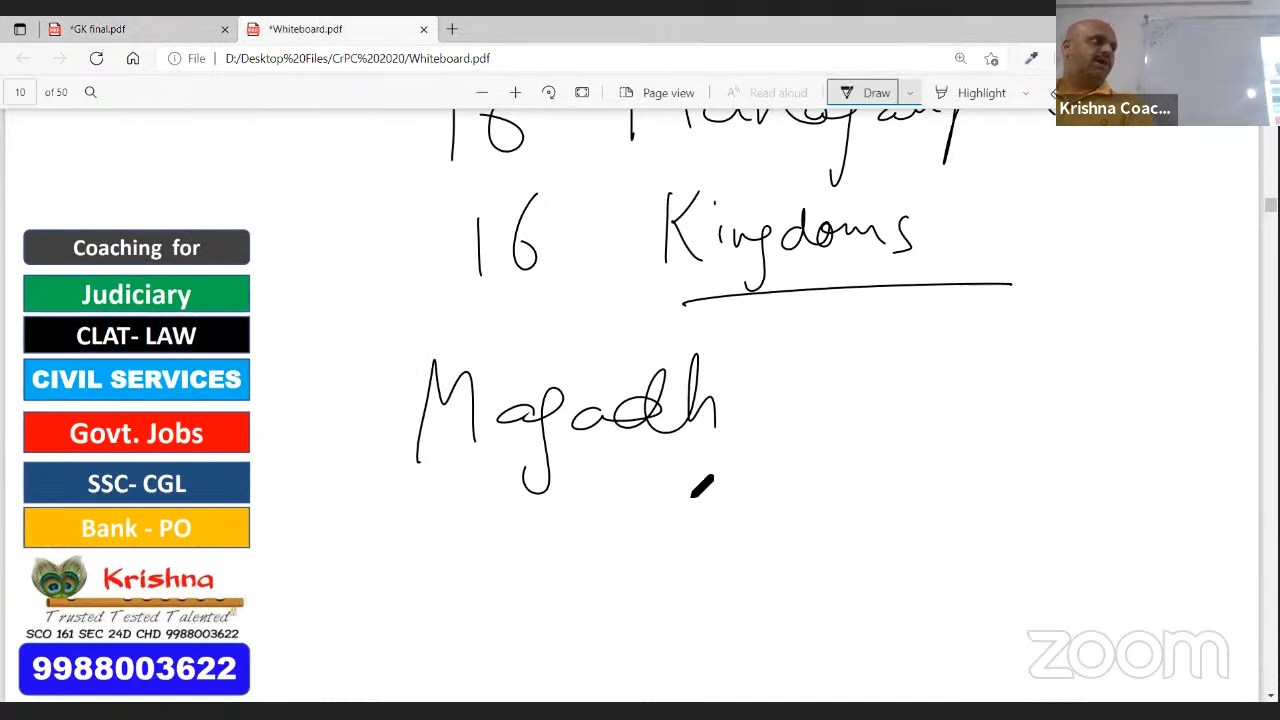 *GK final.pdf
*Whiteboard.pdf
File
D:/Desktop%20Files/CrPC%202020/Whiteboard.pdf
10 of 50
Page view
Read aloud
Draw
Highlight
Krishna Coac...
16
16 Kingdoms
Magadh
Coaching for
Judiciary
CLAT- LAW
CIVIL SERVICES
Govt. Jobs
SSC- CGL
Bank - PO
Krishna
Trusted Tested Talented
SCO 161 SEC 24D CHD 9988003622
9988003622
zoom